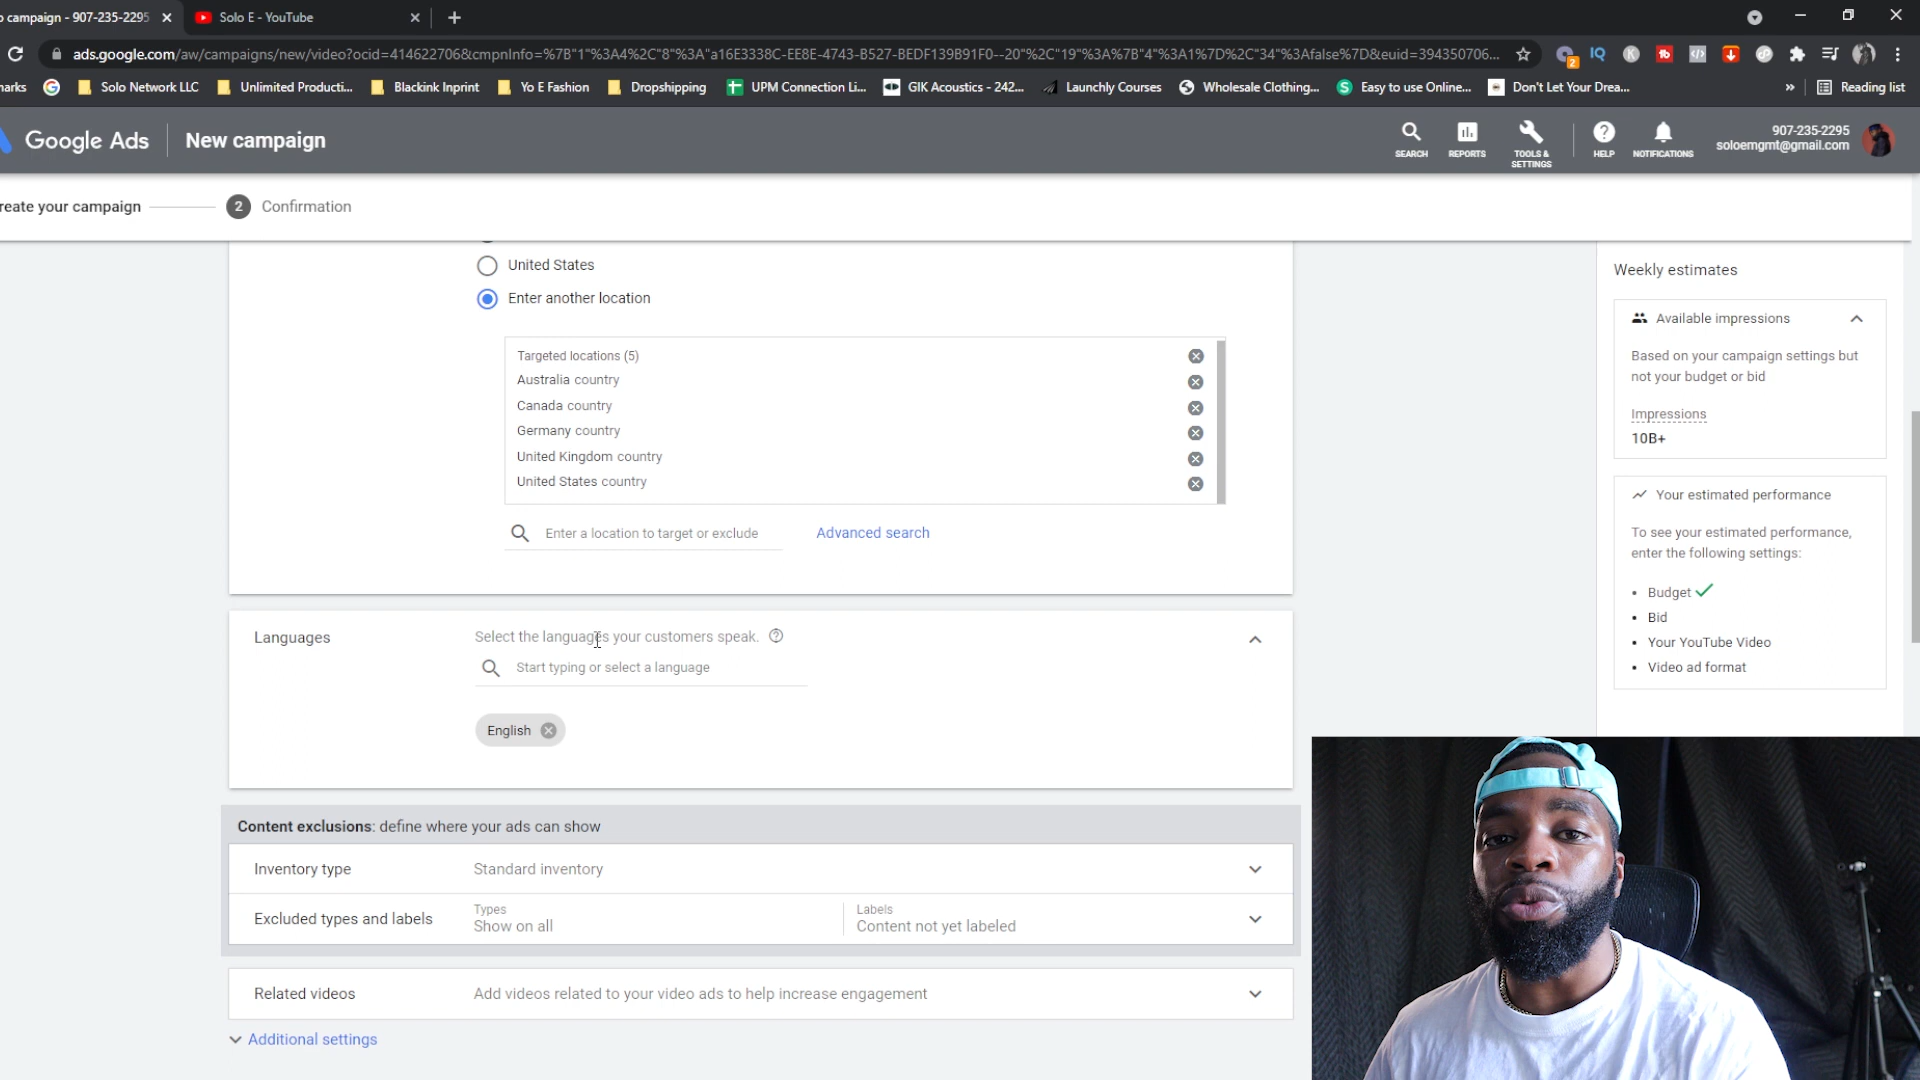 o campaign - 907-235-2295
Solo E - YouTube
ads.google.com/aw/campaigns/new/video?ocid=414622706&cmpnInfo=%7B"1"%3A4%2C"8"%3A"a16E3338C-EE8E-4743-B527-BEDF139B91F0--20"%2C"19"%3A%7B"4"%3A1%7D%2C"34"%3Afalse%7D&euid=394350706...
narks
Solo Network LLC
Unlimited Producti...
Blackink Inprint
Yo E Fashion
Dropshipping
UPM Connection Li...
GIK Acoustics - 242...
Launchly Courses
Wholesale Clothing...
Easy to use Online...
Don't Let Your Drea...
»
Reading list
Google Ads
New campaign
SEARCH
REPORTS
TOOLS & SETTINGS
HELP
NOTIFICATIONS
907-235-2295
soloemgmt@gmail.com
reate your campaign
2 Confirmation
United States
Enter another location
Targeted locations (5)
Australia country
Canada country
Germany country
United Kingdom country
United States country
Enter a location to target or exclude
Advanced search
Languages
Select the languages your customers speak.
Start typing or select a language
English
Content exclusions: define where your ads can show
Inventory type
Standard inventory
Excluded types and labels
Types
Show on all
Labels
Content not yet labeled
Related videos
Add videos related to your video ads to help increase engagement
Additional settings
Weekly estimates
Available impressions
Based on your campaign settings but
not your budget or bid
Impressions
10B+
Your estimated performance
To see your estimated performance,
enter the following settings:
• Budget
• Bid
• Your YouTube Video
• Video ad format